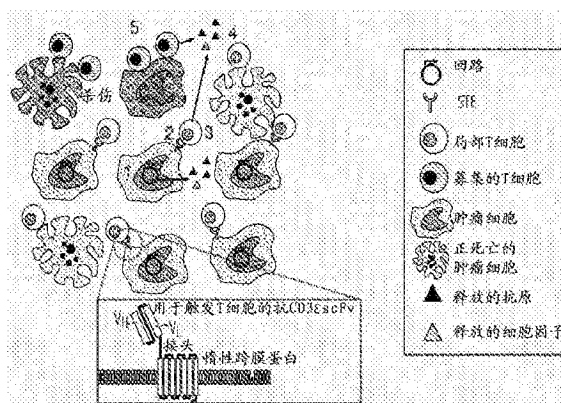 5
4
杀伤
2
3
用于触发T细胞的抗CD3εscFv
VH
VL
接头
惰性跨膜蛋白
回路
STE
局部T细胞
募集的T细胞
肿瘤细胞
正死亡的
肿瘤细胞
释放的抗原
释放的细胞因子